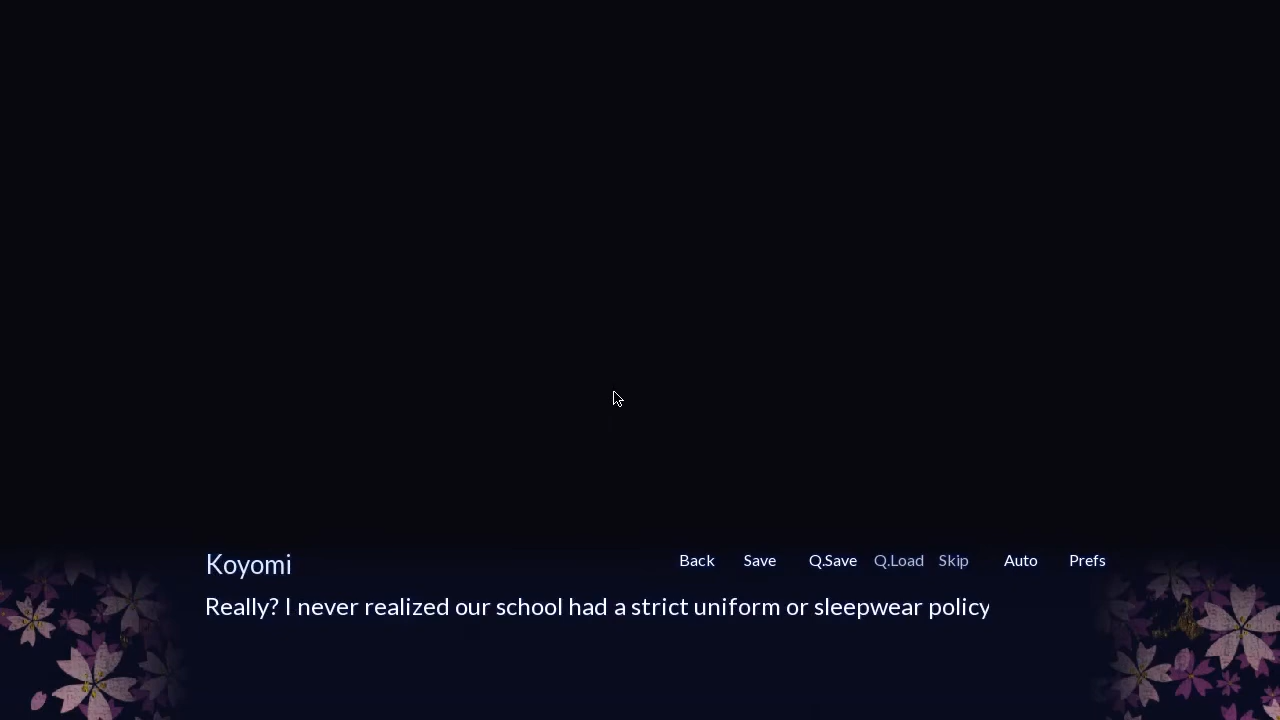 Koyomi
Back Save Q.Save Q.Load Skip Auto Prefs
Really? I never realized our school had a strict uniform or sleepwear policy